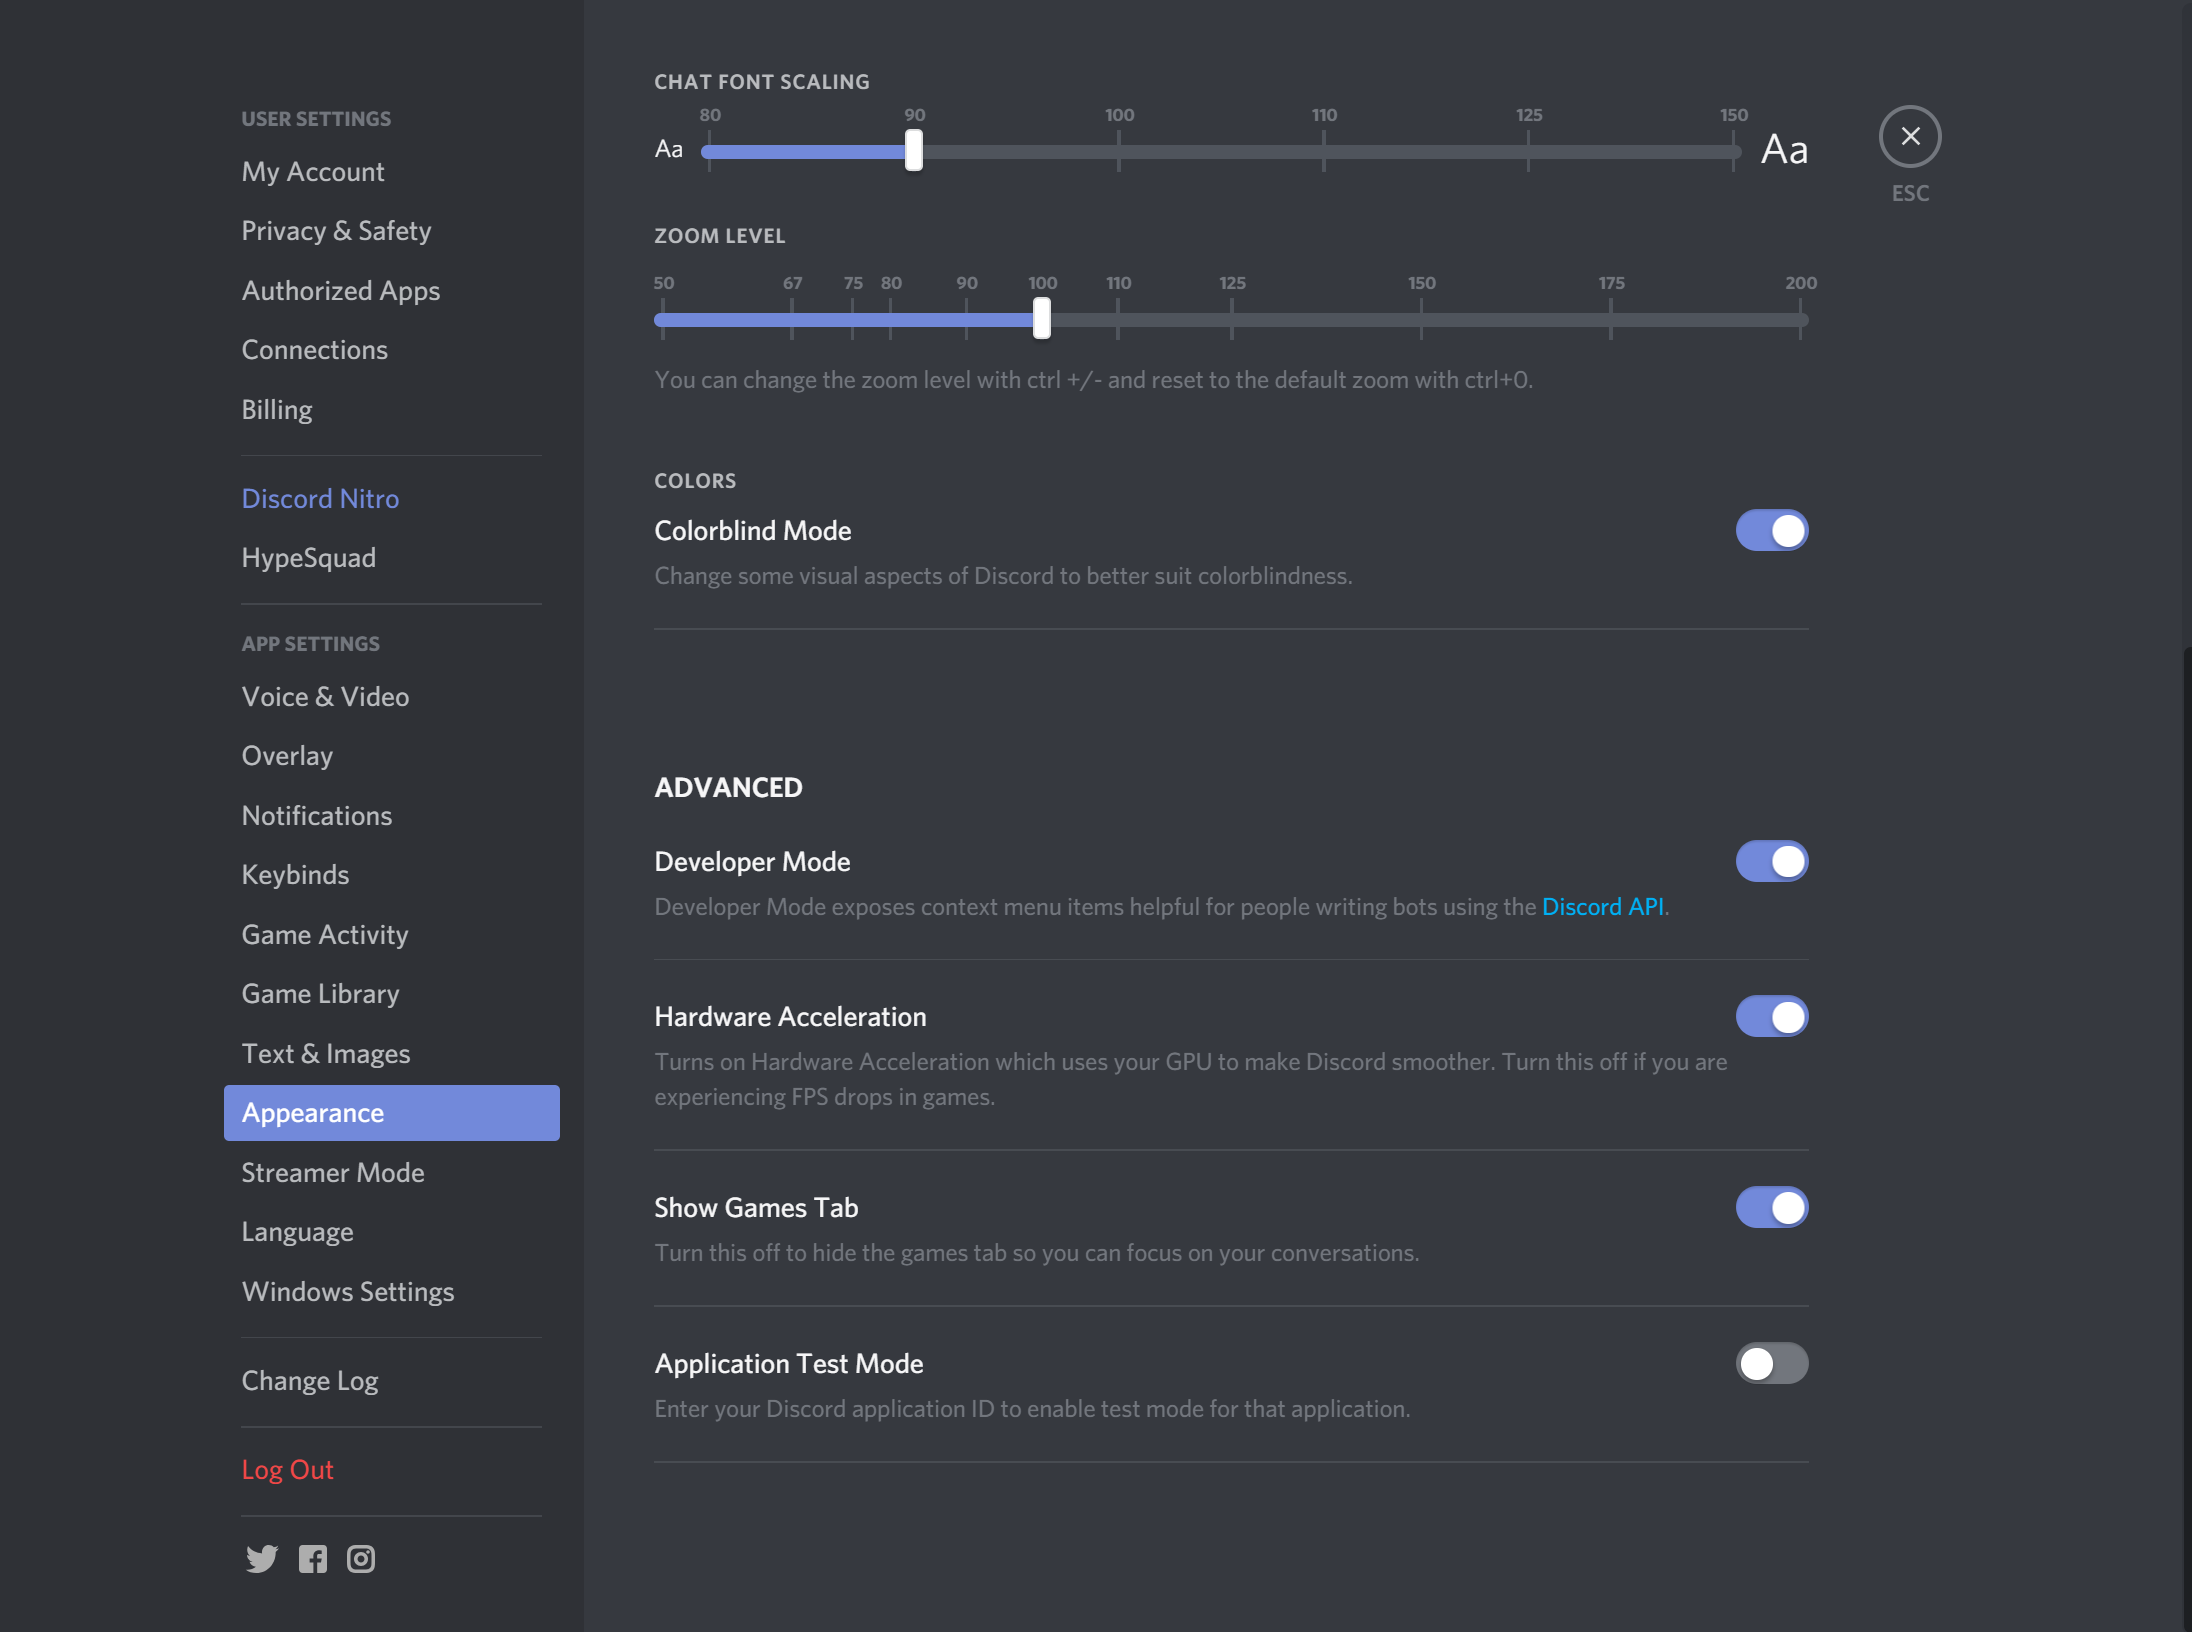 USER SETTINGS
My Account
Privacy & Safety
Authorized Apps
Connections
Billing
Discord Nitro
HypeSquad
APP SETTINGS
Voice & Video
Overlay
Notifications
Keybinds
Game Activity
Game Library
Text & Images
Appearance
Streamer Mode
Language
Windows Settings
Change Log
Log Out
CHAT FONT SCALING
80 90 100 110 125 150
Aa Aa
ESC
ZOOM LEVEL
50 67 75 80 90 100 110 125 150 175 200
You can change the zoom level with ctrl +/- and reset to the default zoom with ctrl+0.
COLORS
Colorblind Mode
Change some visual aspects of Discord to better suit colorblindness.
ADVANCED
Developer Mode
Developer Mode exposes context menu items helpful for people writing bots using the Discord API.
Hardware Acceleration
Turns on Hardware Acceleration which uses your GPU to make Discord smoother. Turn this off if you are
experiencing FPS drops in games.
Show Games Tab
Turn this off to hide the games tab so you can focus on your conversations.
Application Test Mode
Enter your Discord application ID to enable test mode for that application.